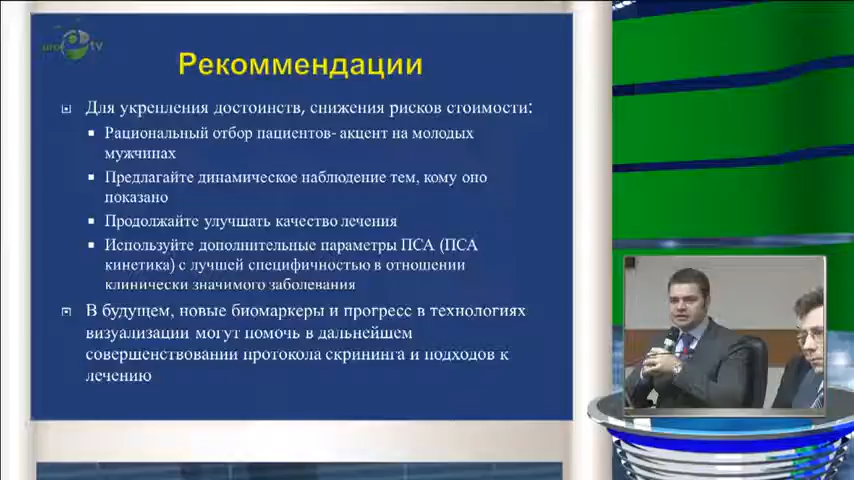 uro tv
Рекоммендации
Для укрепления достоинств, снижения рисков стоимости:
Рациональный отбор пациентов- акцент на молодых
мужчинах
Предлагайте динамическое наблюдение тем, кому оно
показано
Продолжайте улучшать качество лечения
Используйте дополнительные параметры ПСА (ПСА
кинетика) с лучшей специфичностью в отношении
клинически значимого заболевания
В будущем, новые биомаркеры и прогресс в технологиях
визуализации могут помочь в дальнейшем
совершенствовании протокола скрининга и подходов к
лечению